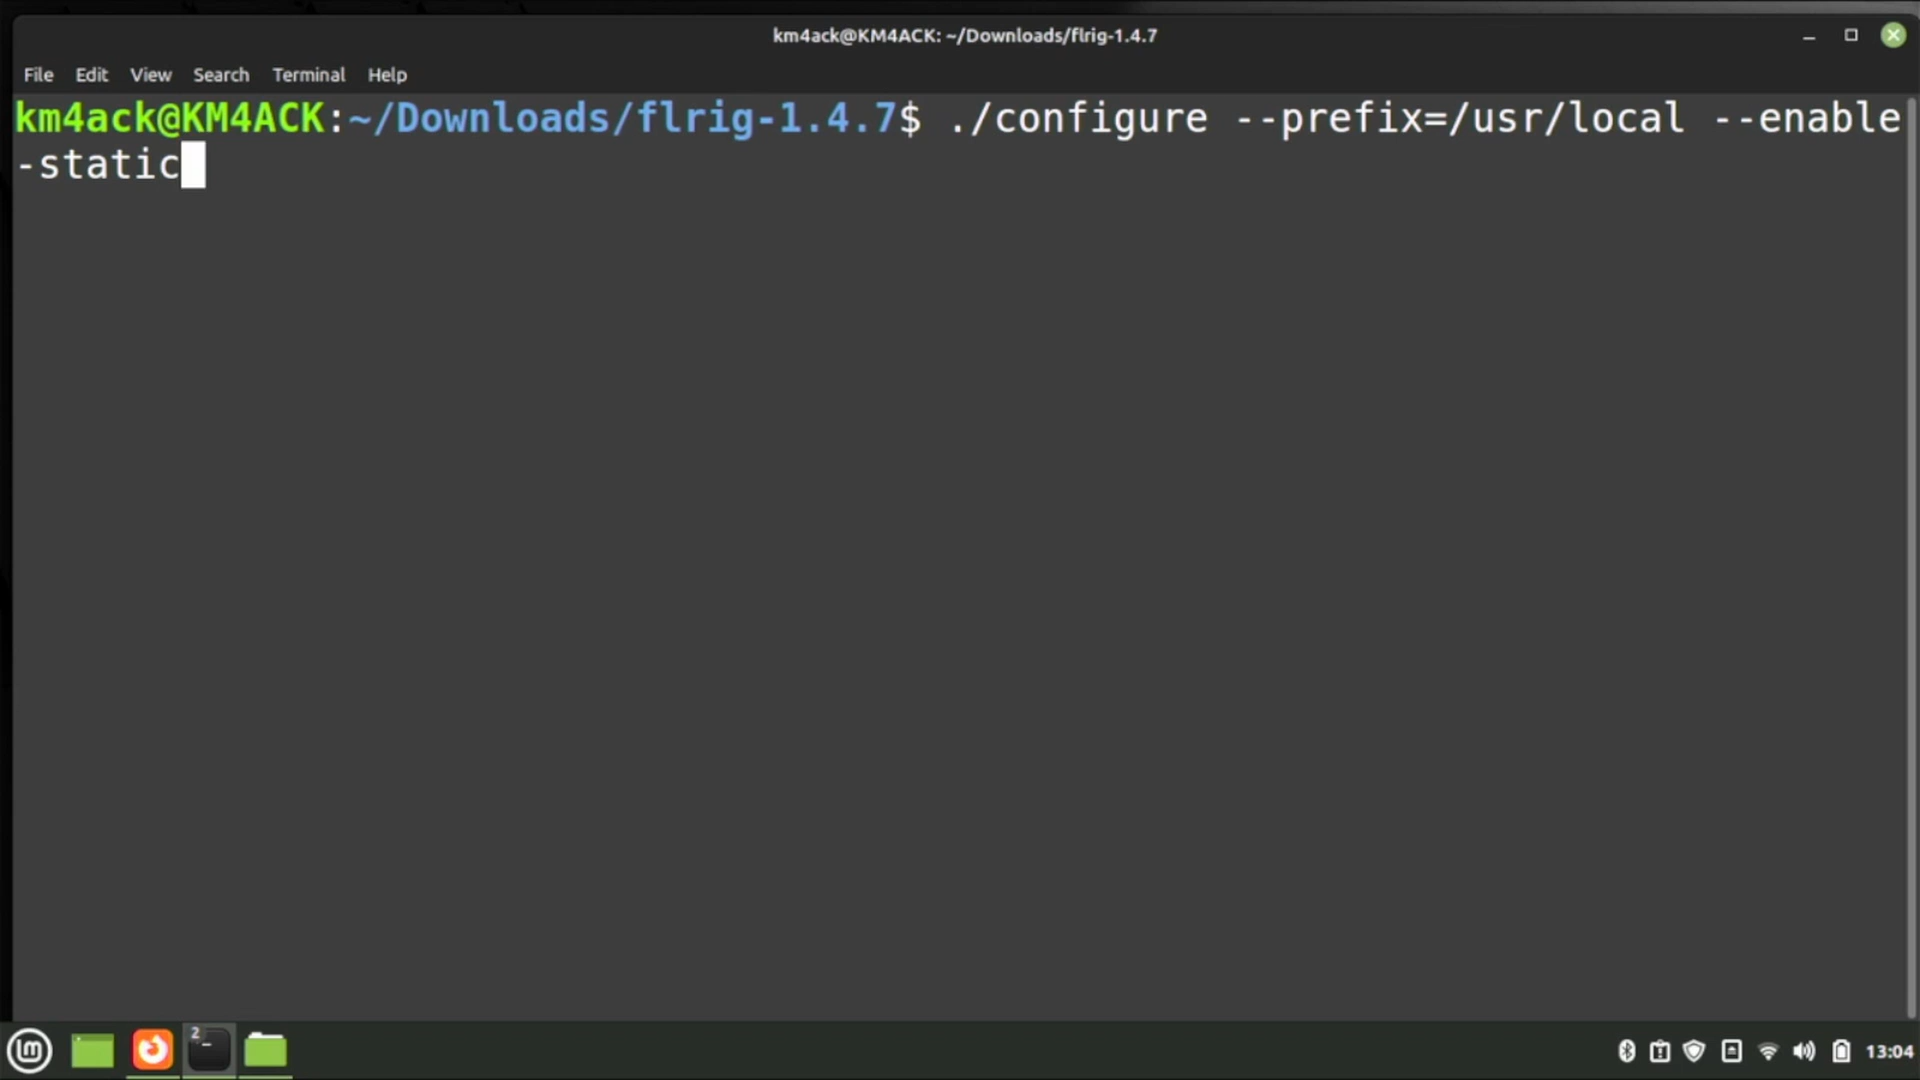 km4ack@KM4ACK: ~/Downloads/flrig-1.4.7
File Edit View Search Terminal Help
km4ack@KM4ACK:~/Downloads/flrig-1.4.7$ ./configure --prefix=/usr/local --enable
-static
2
13:04